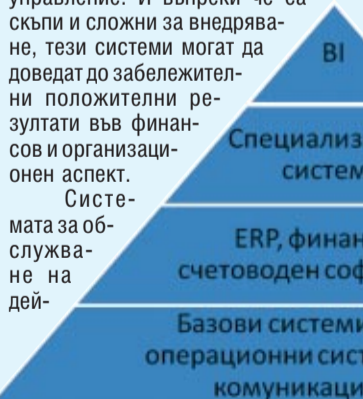 управление. И въпреки че са
скъпи и сложни за внедрява-
не, тези системи могат да
доведат до забележител-
ни положителни ре-
зултати във финан-
сов и организаци-
онен аспект.
Систе-
мата за об-
служва-
не на
дей-
BI
Специализ
систем
ERP, финан
счетоводен соф
Базови системи
операционни сист
комуникаци